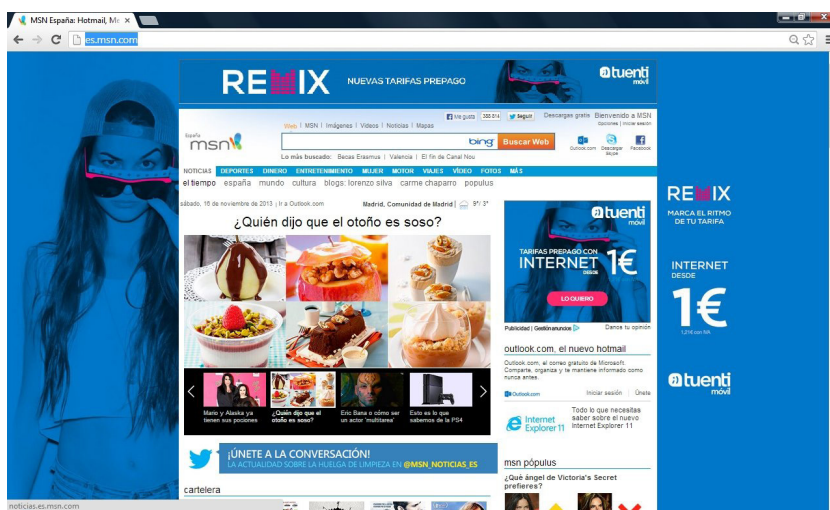 MSN España: Hotmail, Me
es.msn.com
REMIX
NUEVAS TARIFAS PREPAGO
tuenti
móvil
Me gusta
Seguir
Descargas gratis
Bienvenido a MSN
Opciones | Iniciar sesión
Web | MSN | Imágenes | Vídeos | Noticias | Mapas
España
msn
bing
Buscar Web
Outlook.com
Descargar Skype
Facebook
Lo más buscado: Becas Erasmus | Valencia | El fin de Canal Nou
NOTICIAS DEPORTES DINERO ENTRETENIMIENTO MUJER MOTOR VIAJES VÍDEO FOTOS MÁS
el tiempo españa mundo cultura blogs: lorenzo silva carme chaparro populus
sábado, 16 de noviembre de 2013 | Ir a Outlook.com
Madrid, Comunidad de Madrid | 9°/ 3°
¿Quién dijo que el otoño es soso?
Mario y Alaska ya
tienen sus pociones
¿Quién dijo que el
otoño es soso?
Eric Bana o cómo ser
un actor 'multitarea'
Esto es lo que
sabemos de la PS4
¡ÚNETE A LA CONVERSACIÓN!
LA ACTUALIDAD SOBRE LA HUELGA DE LIMPIEZA EN @MSN_NOTICIAS_ES
cartelera
tuenti
móvil
TARIFAS PREPAGO CON
INTERNET DESDE 1€
LO QUIERO
Publicidad | Gestión anuncios
Danos tu opinión
outlook.com, el nuevo hotmail
Outlook.com, el correo gratuito de Microsoft.
Comparte, organiza y te mantiene informado como
nunca antes.
Outlook.com
Iniciar sesión | Únete
Internet
Explorer 11
Todo lo que necesitas
saber sobre el nuevo
Internet Explorer 11
msn pópulus
¿Qué ángel de Victoria's Secret
prefieres?
REMIX
MARCA EL RITMO
DE TU TARIFA
INTERNET
DESDE
1€
1,21€ con IVA
tuenti
móvil
noticias.es.msn.com